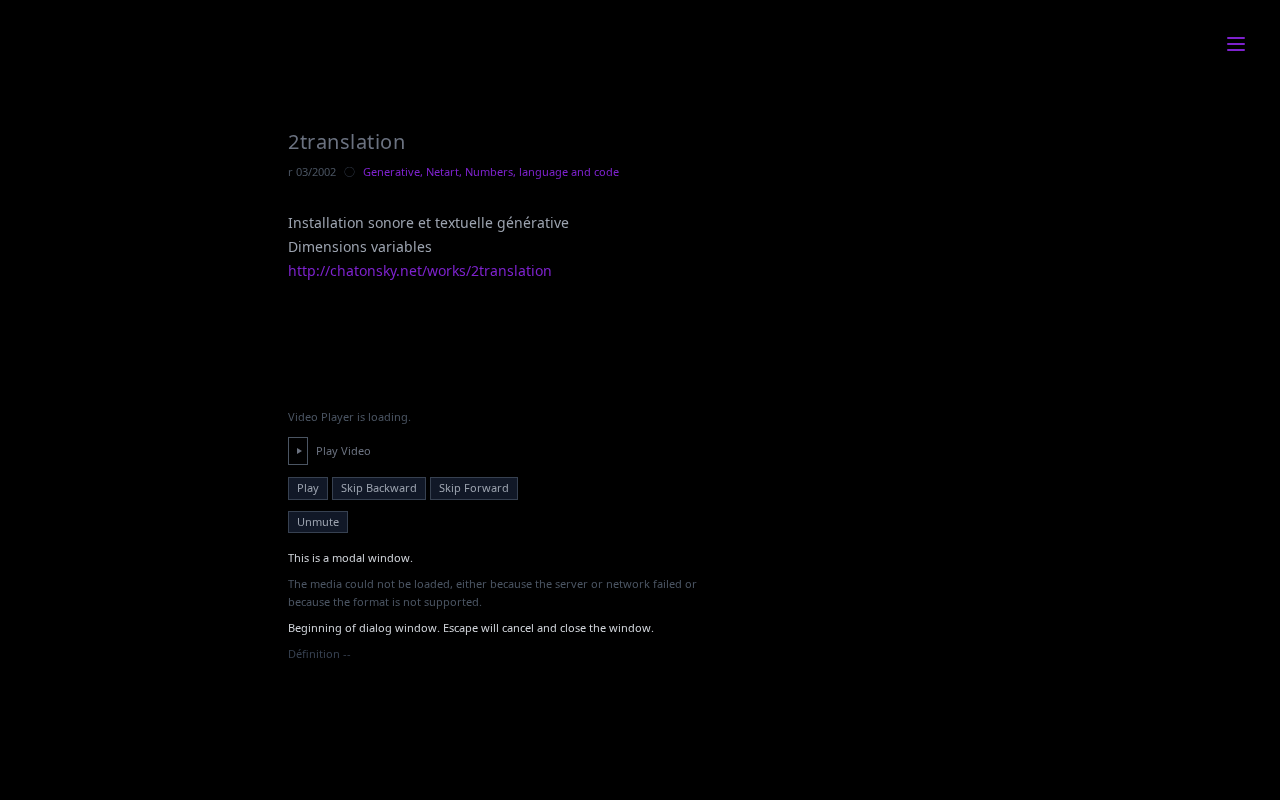 2translation
r 03/2002 Generative, Netart, Numbers, language and code
Installation sonore et textuelle générative
Dimensions variables
http://chatonsky.net/works/2translation
Video Player is loading.
Play Video
Play Skip Backward Skip Forward
Unmute
This is a modal window.
The media could not be loaded, either because the server or network failed or
because the format is not supported.
Beginning of dialog window. Escape will cancel and close the window.
Définition --